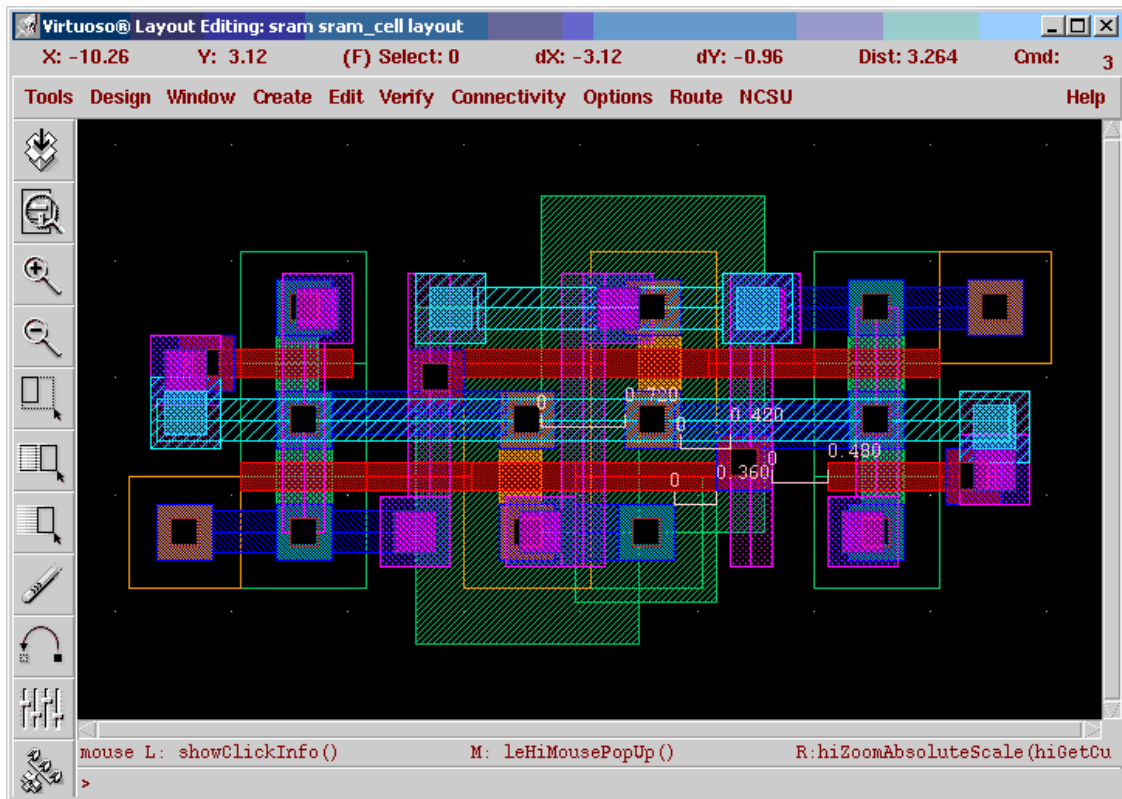 Virtuoso® Layout Editing: sram sram_cell layout
X: -10.26 Y: 3.12 (F) Select: 0 dX: -3.12 dY: -0.96 Dist: 3.264 Cmd: 3
Tools Design Window Create Edit Verify Connectivity Options Route NCSU Help
0 0.720
0 0.420
0 0.480
0 0.360
mouse L: showClickInfo() M: leHiMousePopUp() R:hiZoomAbsoluteScale(hiGetCu
>